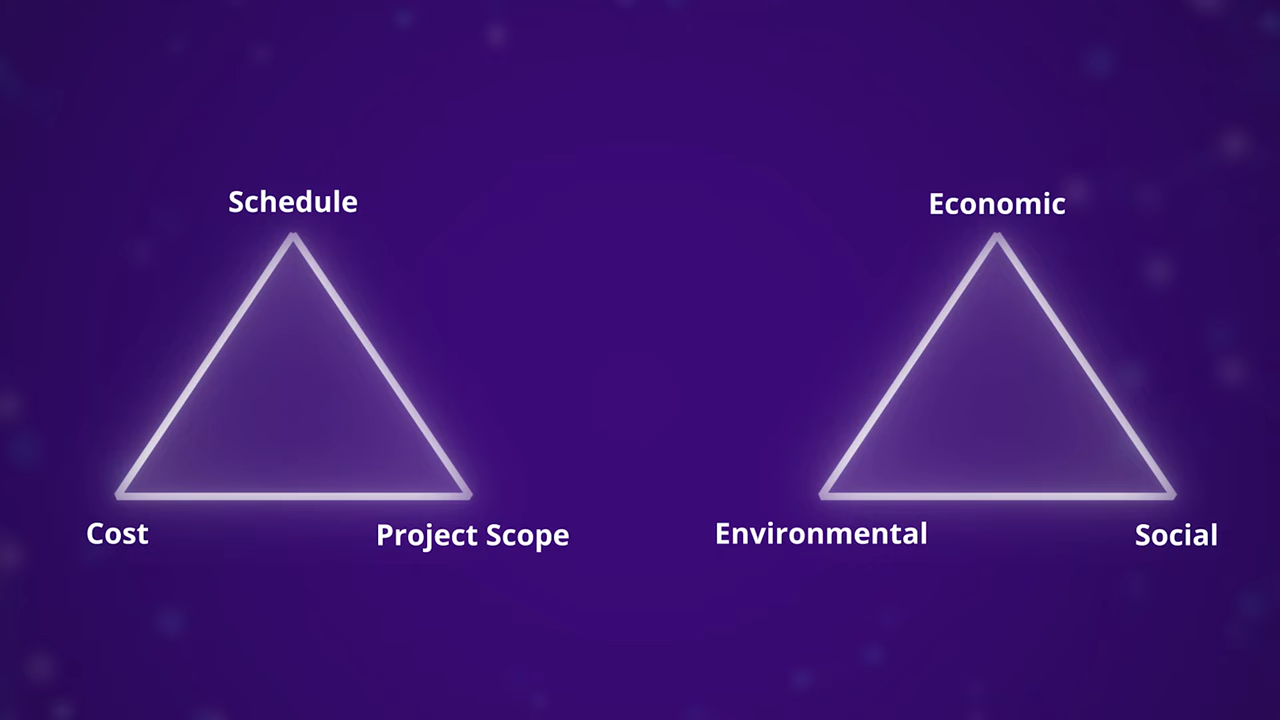 Schedule
Economic
Cost
Project Scope
Environmental
Social